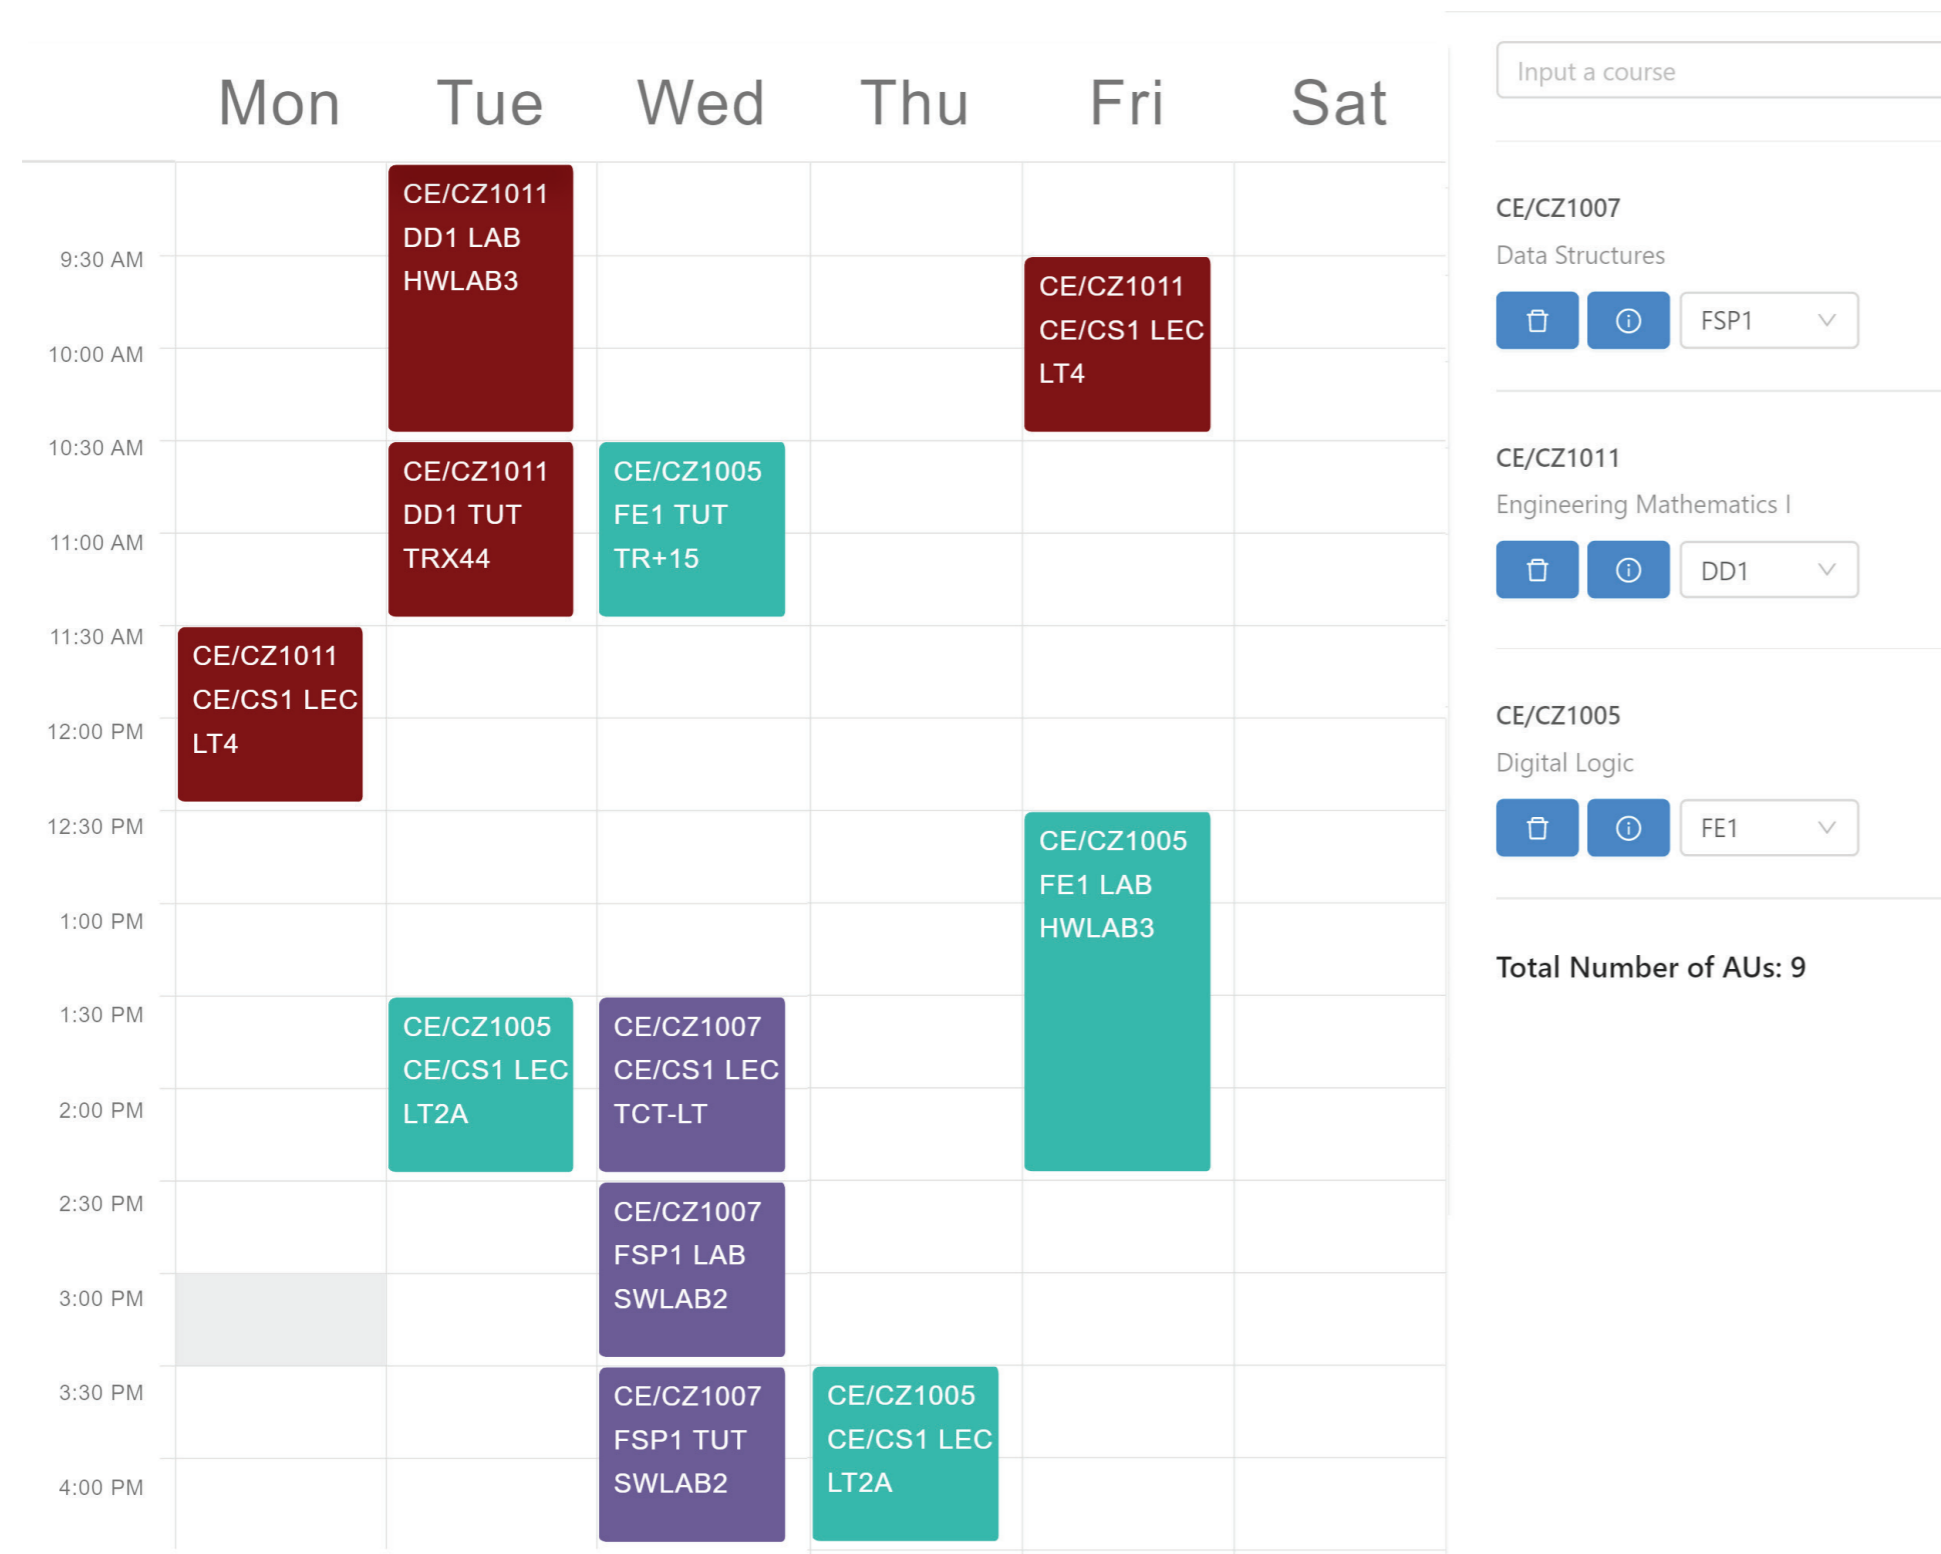 Mon Tue Wed Thu Fri Sat
9:30 AM
10:00 AM
10:30 AM
11:00 AM
11:30 AM
12:00 PM
12:30 PM
1:00 PM
1:30 PM
2:00 PM
2:30 PM
3:00 PM
3:30 PM
4:00 PM
CE/CZ1011
CE/CS1 LEC
LT4
CE/CZ1011
DD1 LAB
HWLAB3
CE/CZ1011
DD1 TUT
TRX44
CE/CZ1005
CE/CS1 LEC
LT2A
CE/CZ1005
FE1 TUT
TR+15
CE/CZ1007
CE/CS1 LEC
TCT-LT
CE/CZ1007
FSP1 LAB
SWLAB2
CE/CZ1007
FSP1 TUT
SWLAB2
CE/CZ1005
CE/CS1 LEC
LT2A
CE/CZ1011
CE/CS1 LEC
LT4
CE/CZ1005
FE1 LAB
HWLAB3
Input a course
CE/CZ1007
Data Structures
FSP1
CE/CZ1011
Engineering Mathematics I
DD1
CE/CZ1005
Digital Logic
FE1
Total Number of AUs: 9